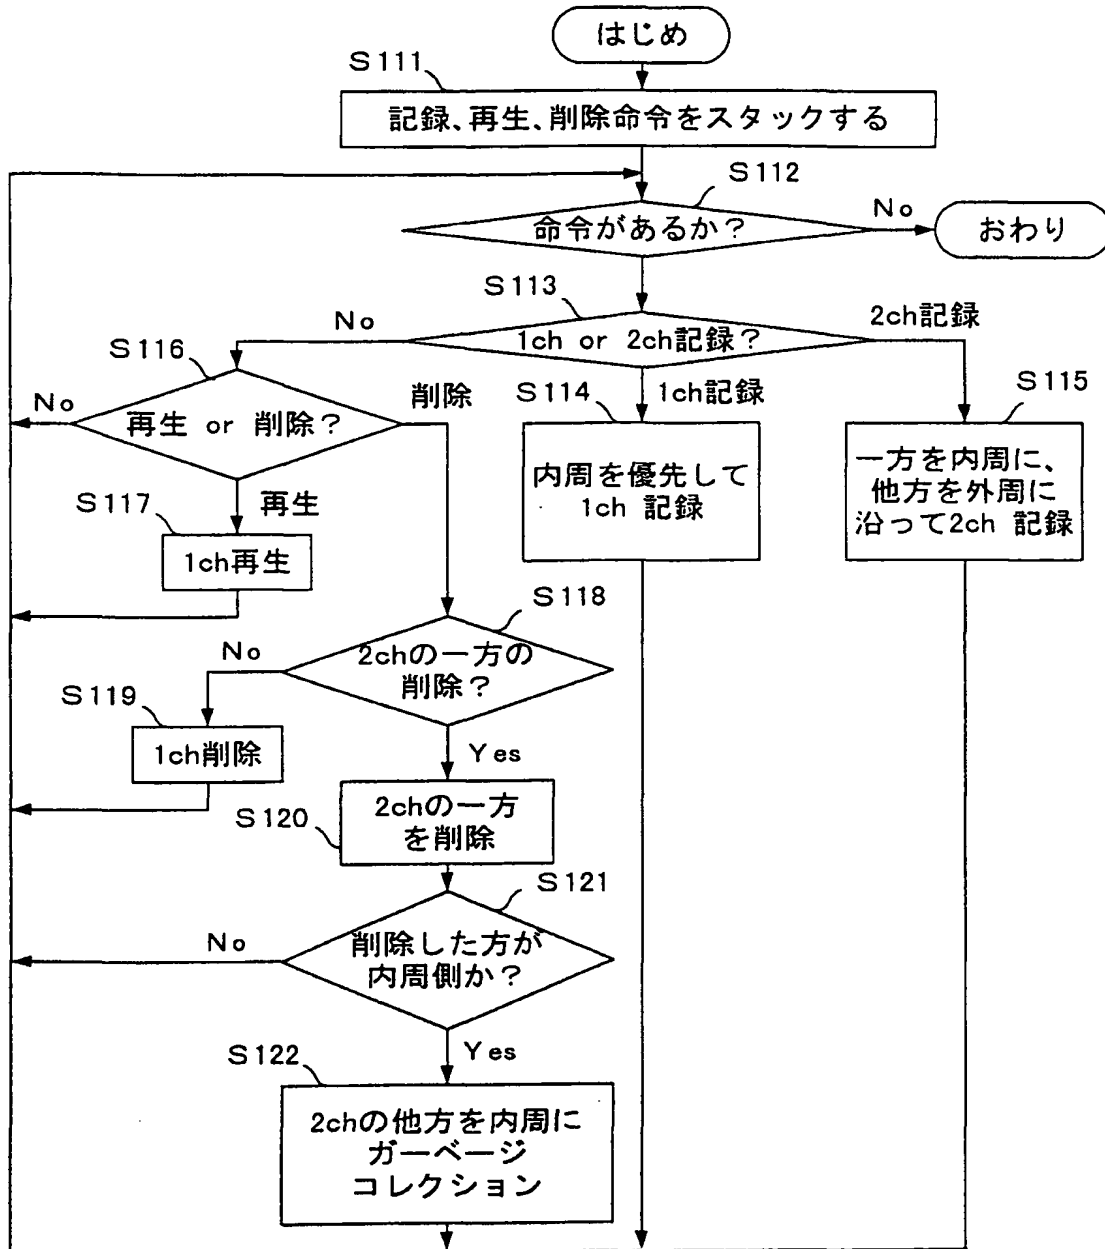 はじめ
S111
記録、再生、削除命令をスタックする
S112
命令があるか?
No
おわり
S113
No
1ch or 2ch記録?
2ch記録
S116
No
再生 or 削除?
削除
S114
1ch記録
S115
内周を優先して
1ch 記録
一方を内周に、
他方を外周に
沿って2ch 記録
S117
再生
1ch再生
S118
No
2chの一方の
削除?
S119
1ch削除
Yes
S120
2chの一方
を削除
S121
No
削除した方が
内周側か?
S122
Yes
2chの他方を内周に
ガーベージ
コレクション